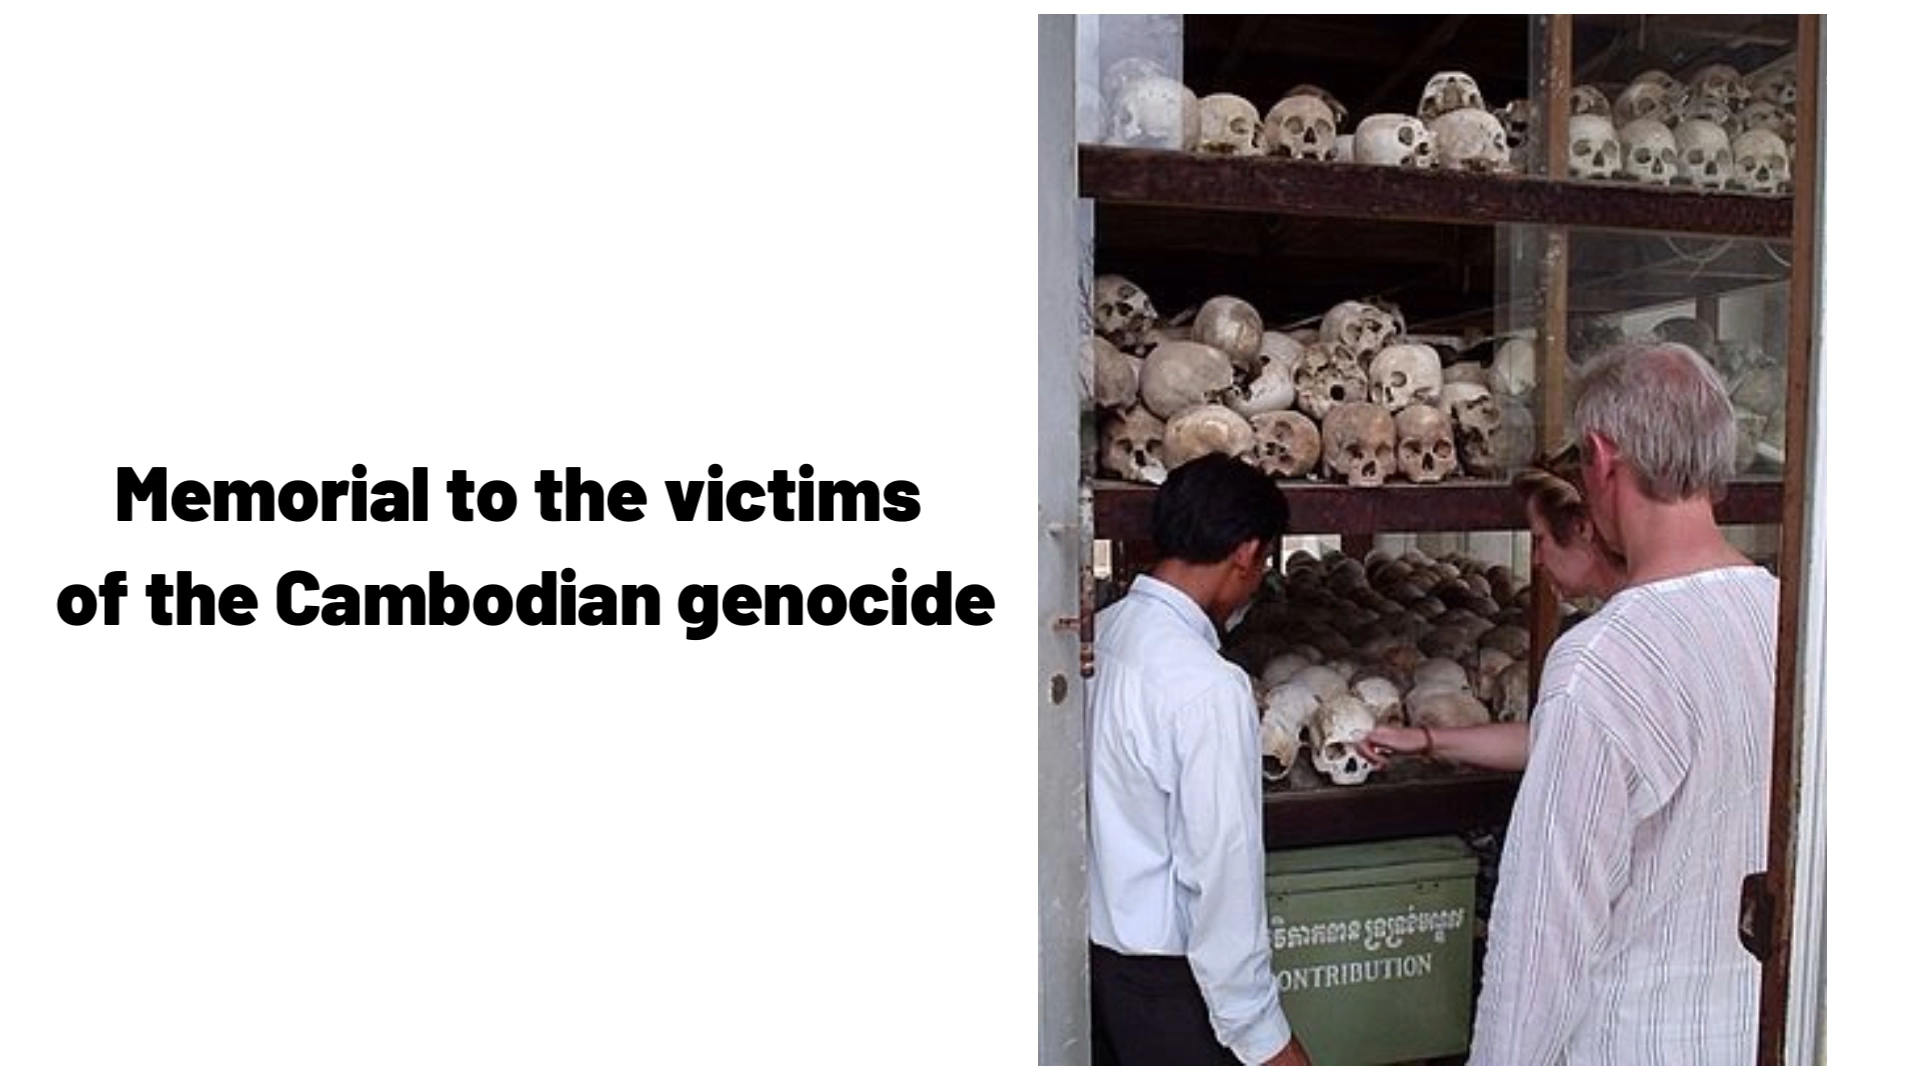 Memorial to the victims
of the Cambodian genocide
ONTRIBUTION